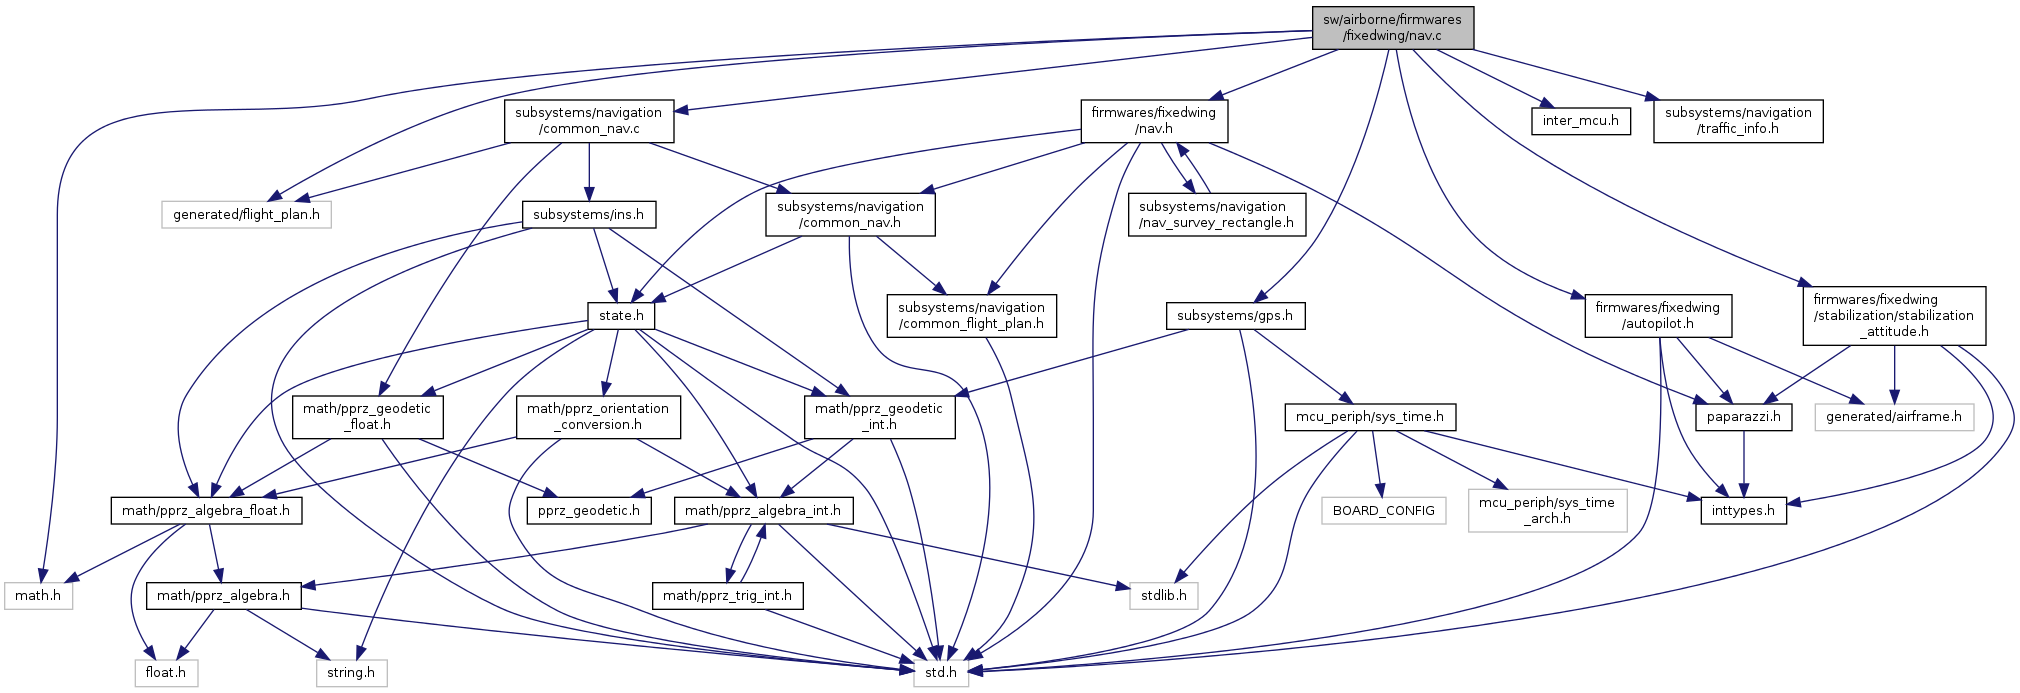 sw/airborne/firmwares
/fixedwing/nav.c
subsystems/navigation
/common_nav.c
firmwares/fixedwing
/nav.h
inter_mcu.h
subsystems/navigation
/traffic_info.h
generated/flight_plan.h
subsystems/ins.h
subsystems/navigation
/common_nav.h
subsystems/navigation
/nav_survey_rectangle.h
state.h
subsystems/navigation
/common_flight_plan.h
subsystems/gps.h
firmwares/fixedwing
/autopilot.h
firmwares/fixedwing
/stabilization/stabilization
_attitude.h
math/pprz_geodetic
_float.h
math/pprz_orientation
_conversion.h
math/pprz_geodetic
_int.h
mcu_periph/sys_time.h
paparazzi.h
generated/airframe.h
math/pprz_algebra_float.h
pprz_geodetic.h
math/pprz_algebra_int.h
BOARD_CONFIG
mcu_periph/sys_time
_arch.h
inttypes.h
math.h
math/pprz_algebra.h
math/pprz_trig_int.h
stdlib.h
float.h
string.h
std.h